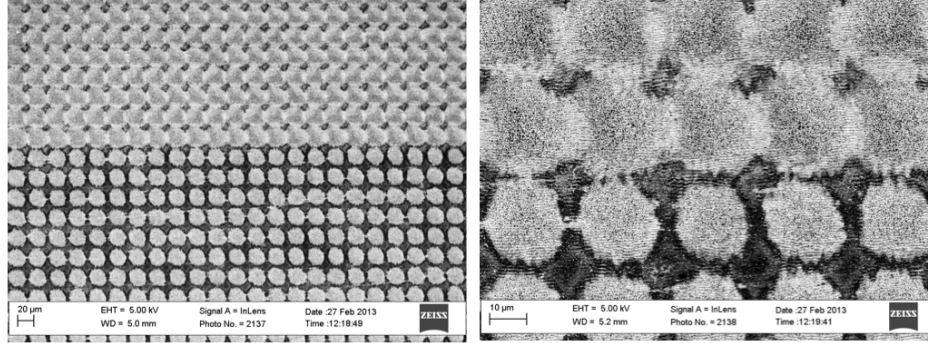 20 µm
EHT = 5.00 kV
Signal A = InLens
Date :27 Feb 2013
WD = 5.0 mm
Photo No. = 2137
Time :12:18:49
ZEISS
10 µm
EHT = 5.00 kV
Signal A = InLens
Date :27 Feb 2013
WD = 5.2 mm
Photo No. = 2138
Time :12:19:41
ZEISS